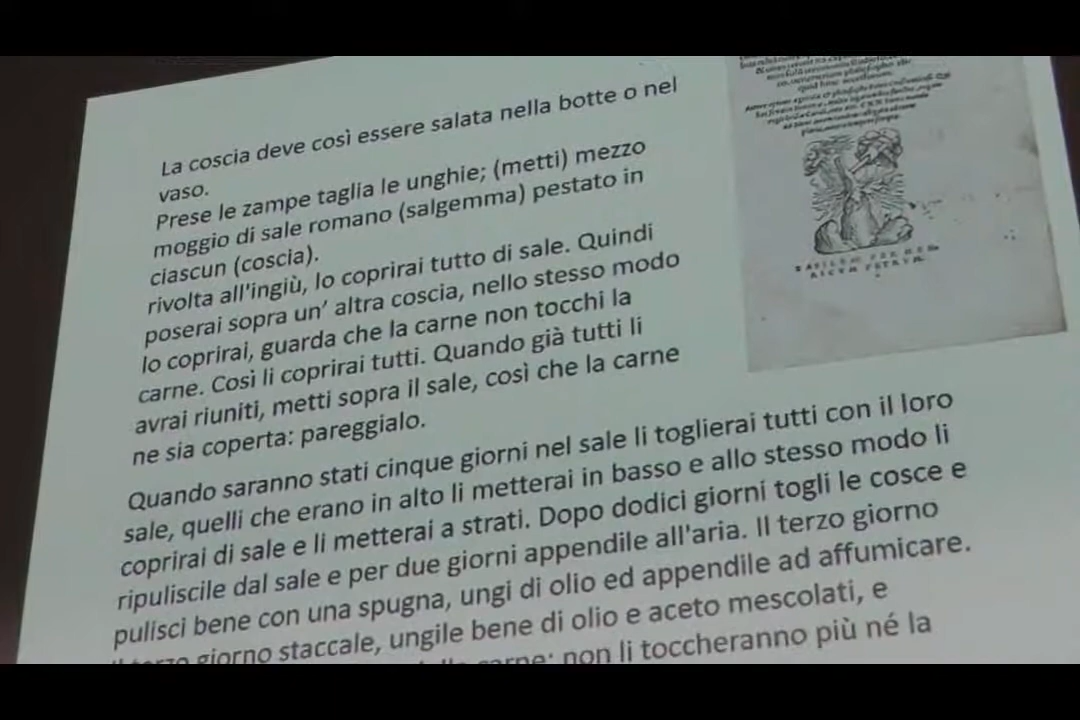 La coscia deve così essere salata nella botte o nel
vaso.
Prese le zampe taglia le unghie; (metti) mezzo
moggio di sale romano (salgemma) pestato in
ciascun (coscia).
rivolta all'ingiù, lo coprirai tutto di sale. Quindi
poserai sopra un' altra coscia, nello stesso modo
lo coprirai, guarda che la carne non tocchi la
carne. Così li coprirai tutti. Quando già tutti li
avrai riuniti, metti sopra il sale, così che la carne
ne sia coperta: pareggialo.
Quando saranno stati cinque giorni nel sale li toglierai tutti con il loro
sale, quelli che erano in alto li metterai in basso e allo stesso modo li
coprirai di sale e li metterai a strati. Dopo dodici giorni togli le cosce e
ripuliscile dal sale e per due giorni appendile all'aria. Il terzo giorno
pulisci bene con una spugna, ungi di olio ed appendile ad affumicare.
terzo giorno staccale, ungile bene di olio e aceto mescolati, e
carne: non li toccheranno più né la